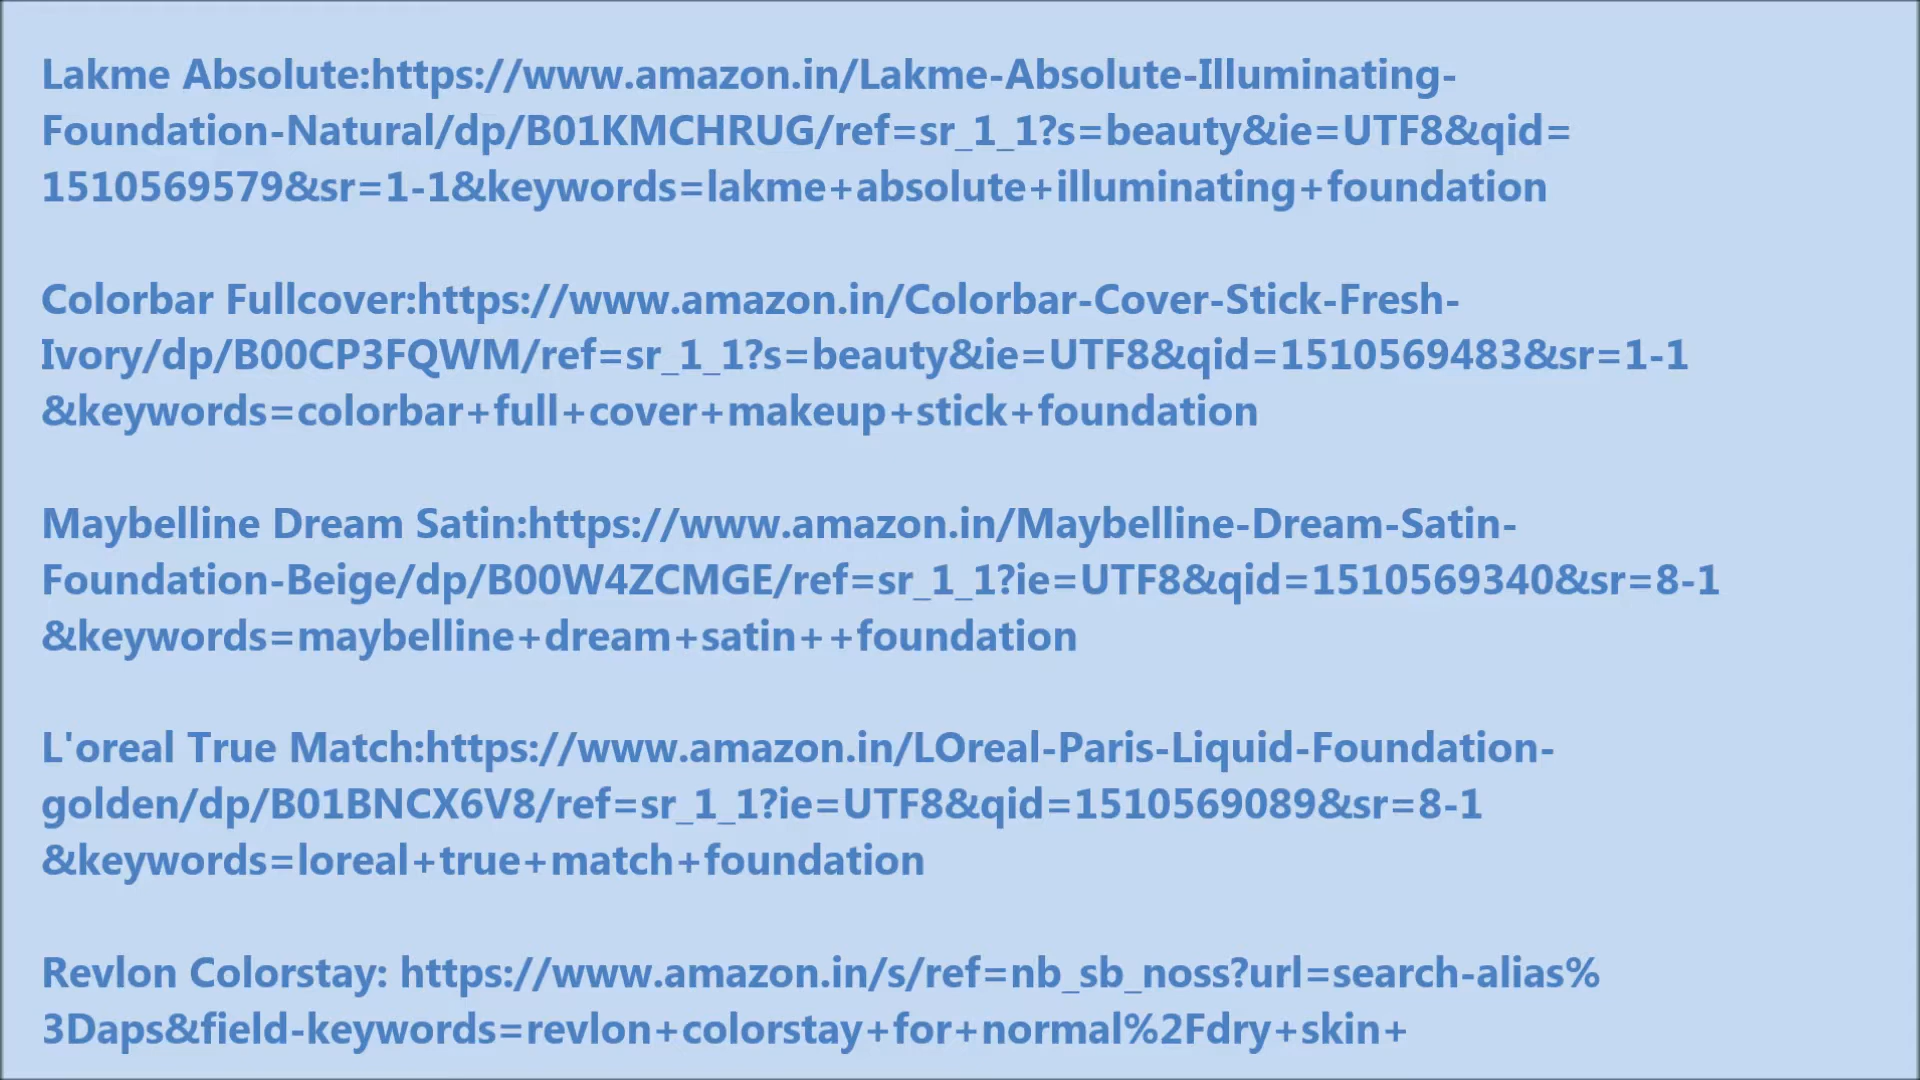 Lakme Absolute:https://www.amazon.in/Lakme-Absolute-Illuminating-
Foundation-Natural/dp/B01KMCHRUG/ref=sr_1_1?s=beauty&ie=UTF8&qid=
1510569579&sr=1-1&keywords=lakme+absolute+illuminating+foundation
Colorbar Fullcover:https://www.amazon.in/Colorbar-Cover-Stick-Fresh-
Ivory/dp/B00CP3FQWM/ref=sr_1_1?s=beauty&ie=UTF8&qid=1510569483&sr=1-1
&keywords=colorbar+full+cover+makeup+stick+foundation
Maybelline Dream Satin:https://www.amazon.in/Maybelline-Dream-Satin-
Foundation-Beige/dp/B00W4ZCMGE/ref=sr_1_1?ie=UTF8&qid=1510569340&sr=8-1
&keywords=maybelline+dream+satin++foundation
L'oreal True Match:https://www.amazon.in/LOreal-Paris-Liquid-Foundation-
golden/dp/B01BNCX6V8/ref=sr_1_1?ie=UTF8&qid=1510569089&sr=8-1
&keywords=loreal+true+match+foundation
Revlon Colorstay: https://www.amazon.in/s/ref=nb_sb_noss?url=search-alias%
3Daps&field-keywords=revlon+colorstay+for+normal%2Fdry+skin+